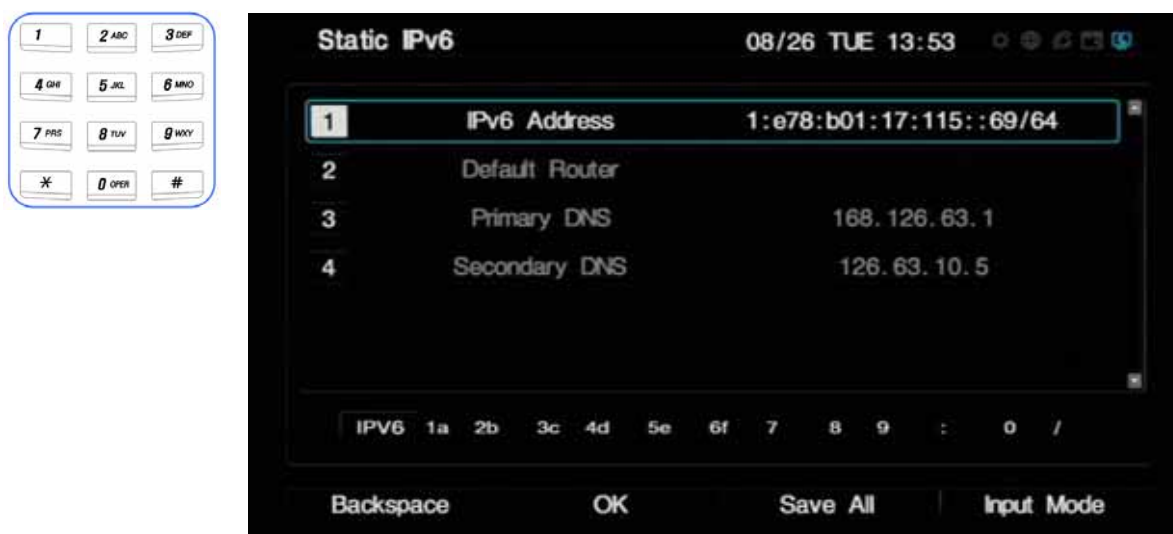 1 2 ABC 3 DEF
4 GHI 5 JKL 6 MNO
7 PRS 8 TUV 9 WXY
* 0 OPER #
Static IPv6 08/26 TUE 13:53
1 IPv6 Address 1:e78:b01:17:115::69/64
2 Default Router
3 Primary DNS 168.126.63.1
4 Secondary DNS 126.63.10.5
IPV6 1a 2b 3c 4d 5e 6f 7 8 9 : 0 /
Backspace OK Save All Input Mode